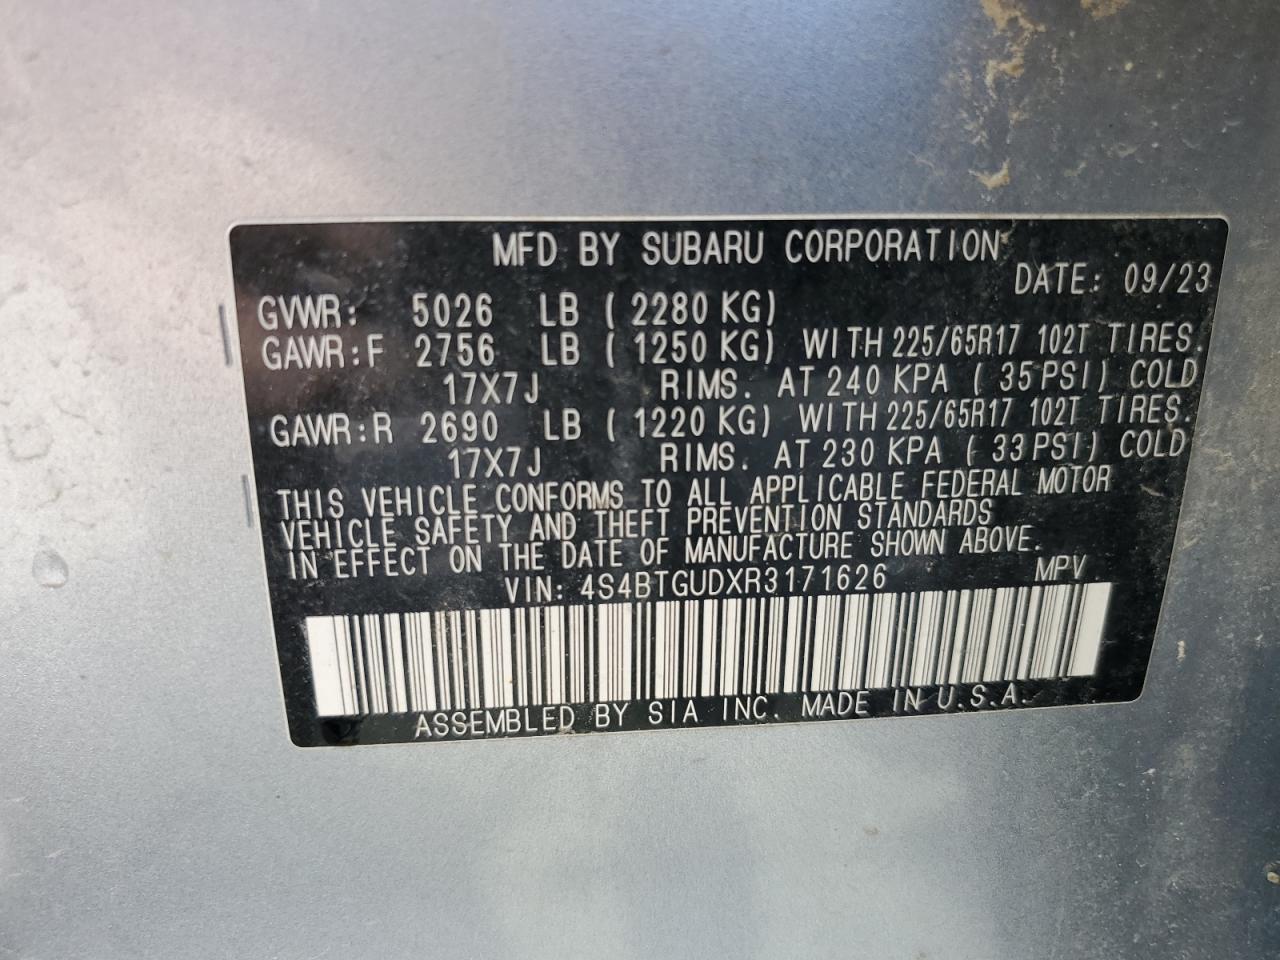 MFD BY SUBARU CORPORATION
DATE: 09/23
GVWR: 5026 LB ( 2280 KG)
GAWR:F 2756 LB ( 1250 KG) WITH 225/65R17 102T TIRES.
17X7J RIMS. AT 240 KPA ( 35 PSI) COLD
GAWR:R 2690 LB ( 1220 KG) WITH 225/65R17 102T TIRES.
17X7J RIMS. AT 230 KPA ( 33 PSI) COLD
THIS VEHICLE CONFORMS TO ALL APPLICABLE FEDERAL MOTOR
VEHICLE SAFETY AND THEFT PREVENTION STANDARDS
IN EFFECT ON THE DATE OF MANUFACTURE SHOWN ABOVE.
VIN: 4S4BTGUDXR3171626 MPV
ASSEMBLED BY SIA INC. MADE IN U.S.A.